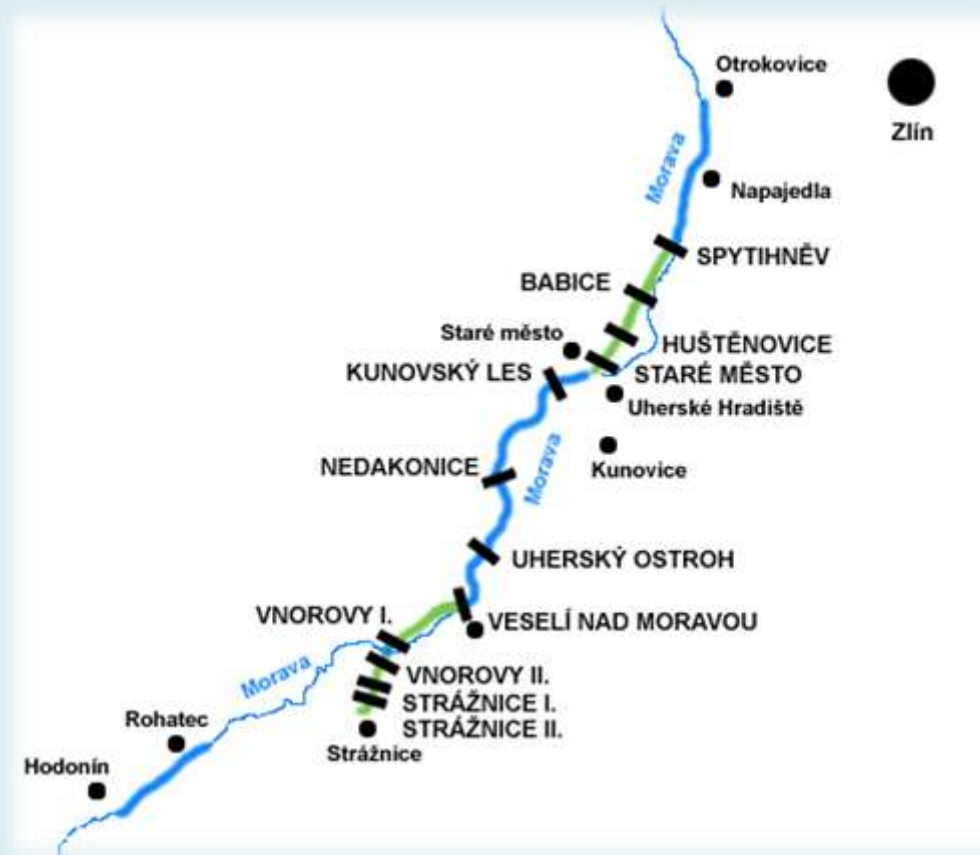 Otrokovice
Zlín
Morava
Napajedla
SPYTIHNĚV
BABICE
Staré město
HUŠTĚNOVICE
KUNOVSKÝ LES
STARÉ MĚSTO
Uherské Hradiště
Morava
NEDAKONICE
Kunovice
UHERSKÝ OSTROH
VNOROVY I.
VESELÍ NAD MORAVOU
Morava
VNOROVY II.
STRÁŽNICE I.
Rohatec
STRÁŽNICE II.
Strážnice
Hodonín